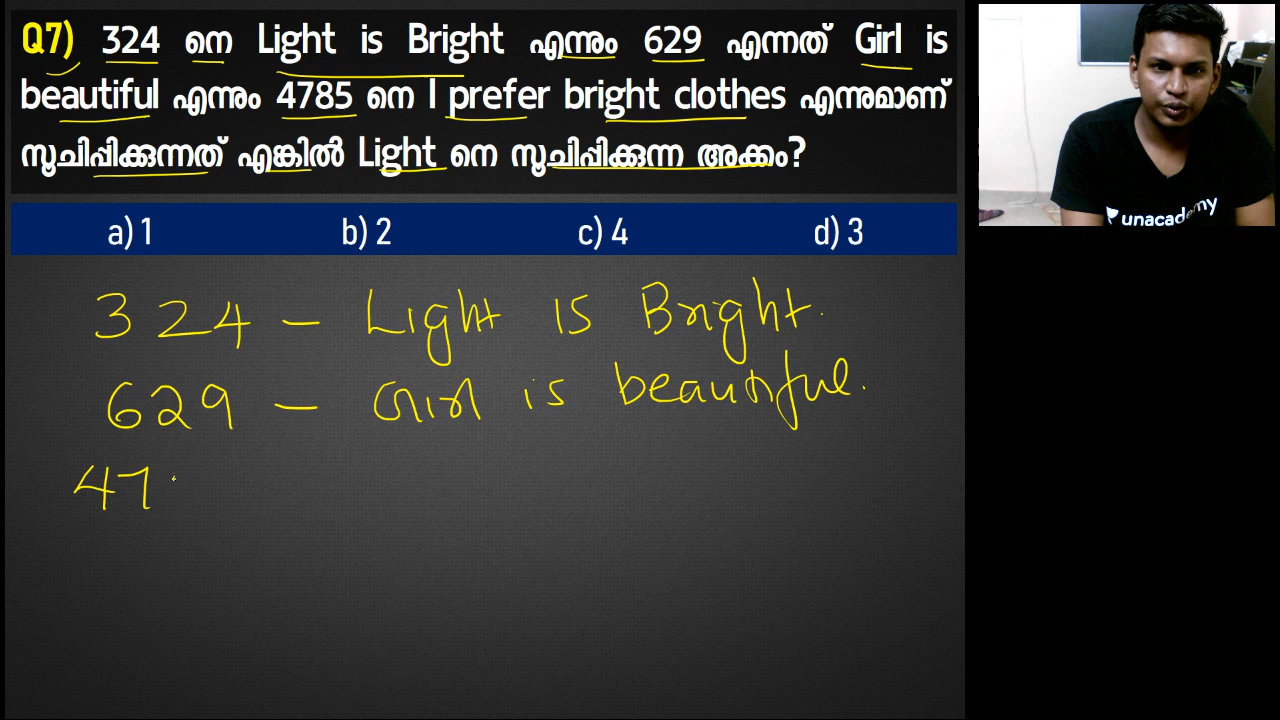 Q7) 324 നെ Light is Bright എന്നും 629 എന്നത് Girl is
beautiful എന്നും 4785 നെ I prefer bright clothes എന്നുമാണ്
സൂചിപ്പിക്കുന്നത് എങ്കിൽ Light നെ സൂചിപ്പിക്കുന്ന അക്കം?
a) 1 b) 2 c) 4 d) 3
324 – Light is Bright.
629 – Girl is beautiful.
47
unacademy